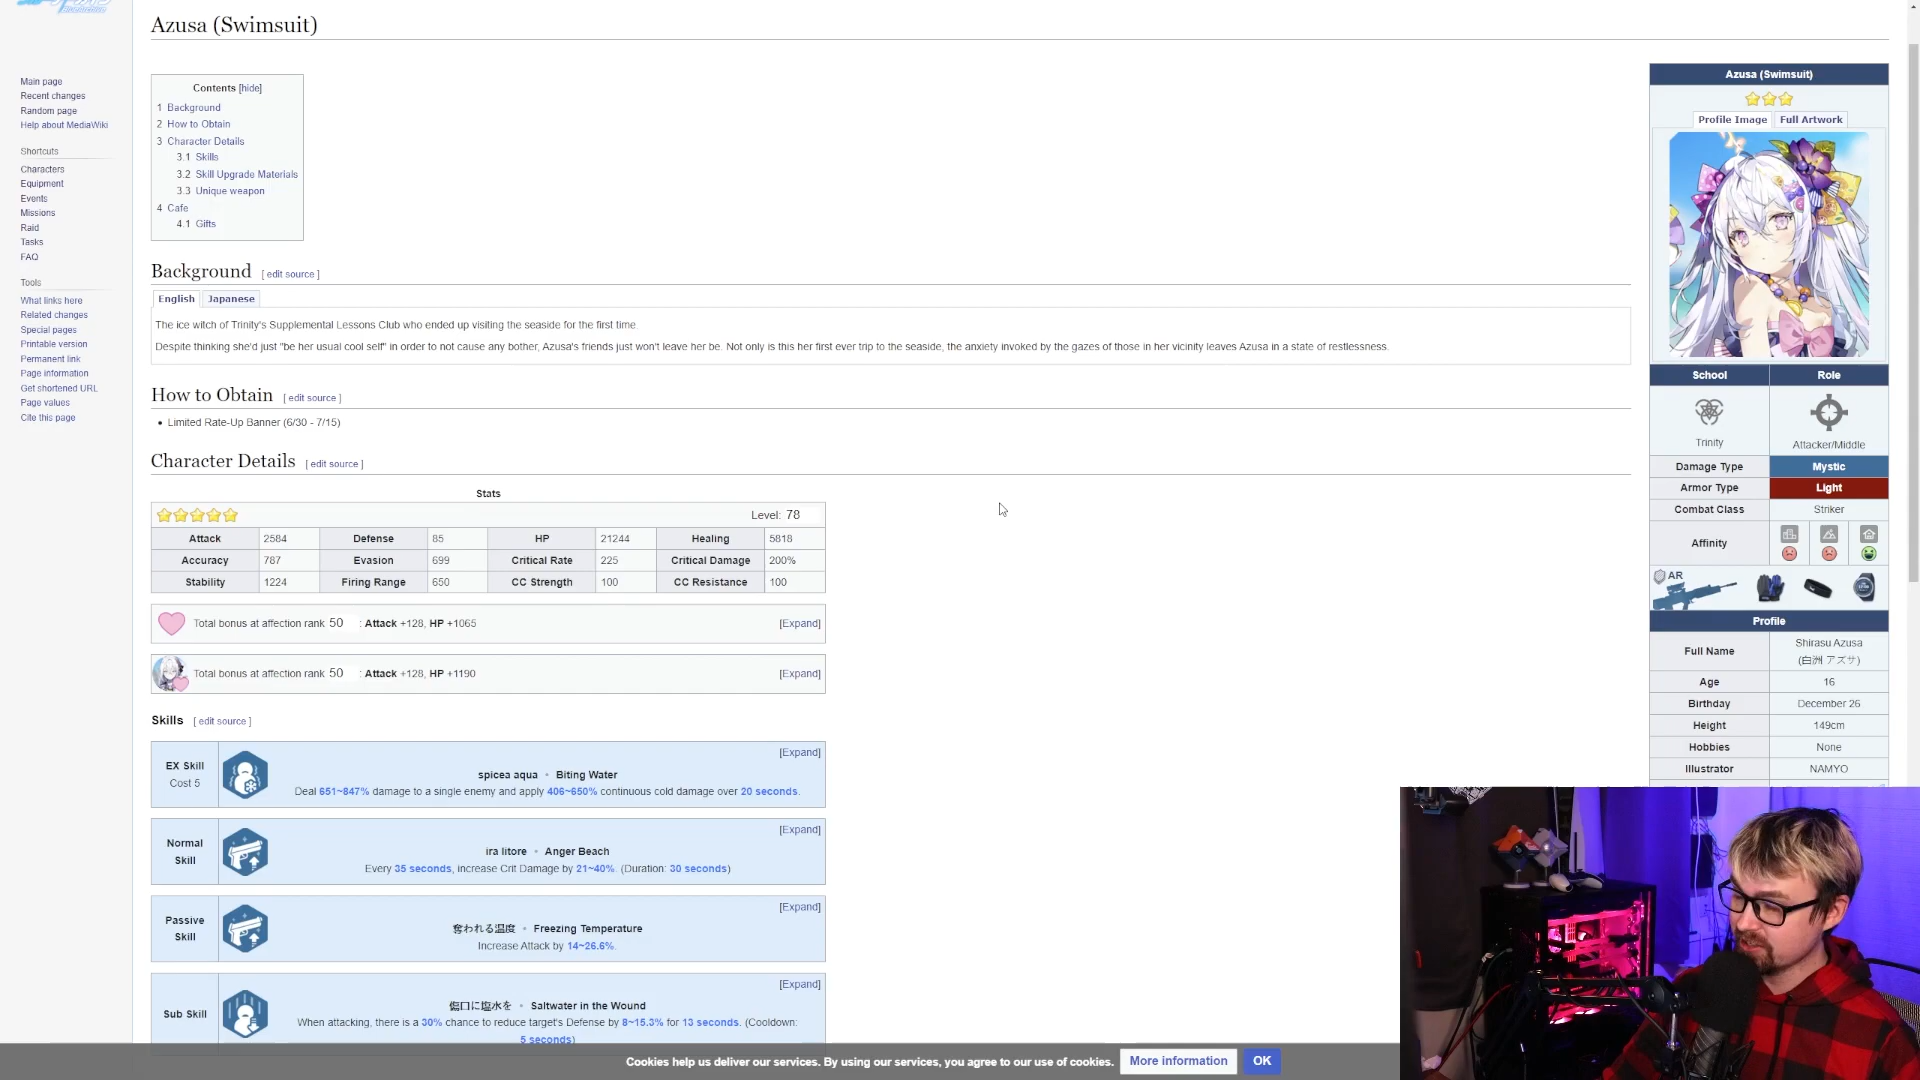 Azusa (Swimsuit)
Main page
Recent changes
Random page
Help about MediaWiki
Shortcuts
Characters
Equipment
Events
Missions
Raid
Tasks
FAQ
Tools
What links here
Related changes
Special pages
Printable version
Permanent link
Page information
Get shortened URL
Page values
Cite this page
Contents [hide]
1 Background
2 How to Obtain
3 Character Details
3.1 Skills
3.2 Skill Upgrade Materials
3.3 Unique weapon
4 Cafe
4.1 Gifts
Background [ edit source ]
English Japanese
The ice witch of Trinity's Supplemental Lessons Club who ended up visiting the seaside for the first time.
Despite thinking she'd just "be her usual cool self" in order to not cause any bother, Azusa's friends just won't leave her be. Not only is this her first ever trip to the seaside, the anxiety invoked by the gazes of those in her vicinity leaves Azusa in a state of restlessness.
How to Obtain [ edit source ]
• Limited Rate-Up Banner (6/30 - 7/15)
Character Details [ edit source ]
Stats
Level: 78
Attack 2584 Defense 85 HP 21244 Healing 5818
Accuracy 787 Evasion 699 Critical Rate 225 Critical Damage 200%
Stability 1224 Firing Range 650 CC Strength 100 CC Resistance 100
Total bonus at affection rank 50 : Attack +128, HP +1065 [Expand]
Total bonus at affection rank 50 : Attack +128, HP +1190 [Expand]
Skills [ edit source ]
[Expand]
EX Skill
Cost 5
spicea aqua • Biting Water
Deal 651~847% damage to a single enemy and apply 406~650% continuous cold damage over 20 seconds.
[Expand]
Normal Skill
ira litore • Anger Beach
Every 35 seconds, increase Crit Damage by 21~40%. (Duration: 30 seconds)
[Expand]
Passive Skill
奪われる温度 • Freezing Temperature
Increase Attack by 14~26.6%.
[Expand]
Sub Skill
傷口に塩水を • Saltwater in the Wound
When attacking, there is a 30% chance to reduce target's Defense by 8~15.3% for 13 seconds. (Cooldown:
5 seconds)
Azusa (Swimsuit)
Profile Image Full Artwork
School Role
Trinity Attacker/Middle
Damage Type Mystic
Armor Type Light
Combat Class Striker
Affinity
AR
Profile
Full Name Shirasu Azusa
(白洲 アズサ)
Age 16
Birthday December 26
Height 149cm
Hobbies None
Illustrator NAMYO
Cookies help us deliver our services. By using our services, you agree to our use of cookies. More information OK